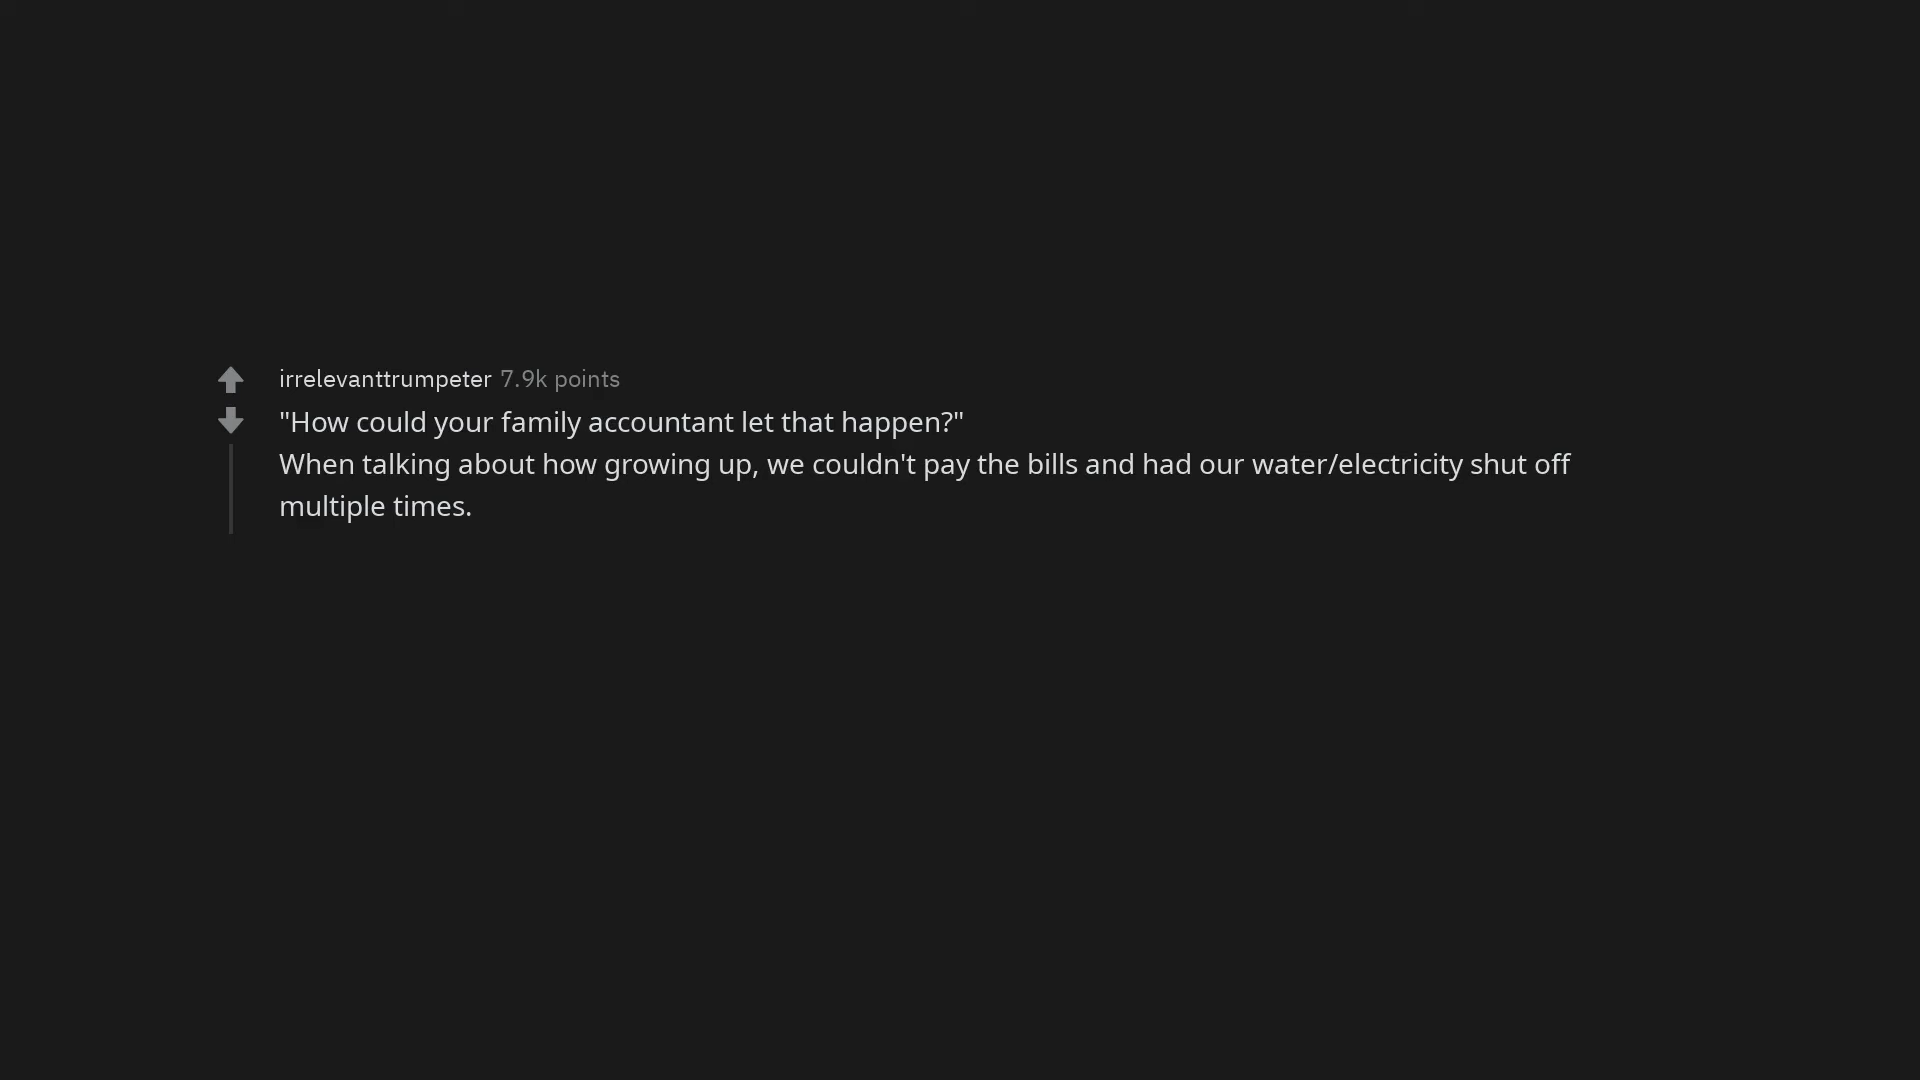 irrelevanttrumpeter 7.9k points
"How could your family accountant let that happen?"
When talking about how growing up, we couldn't pay the bills and had our water/electricity shut off
multiple times.